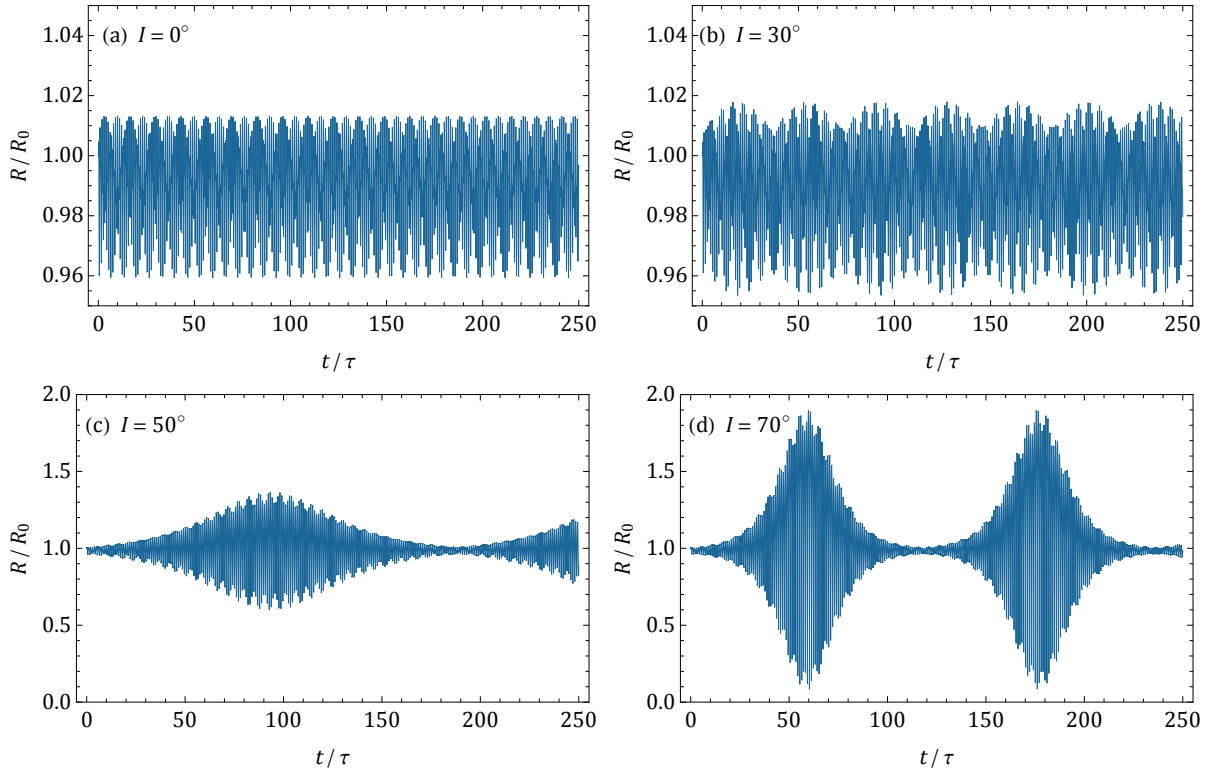 (a) I = 0°
1.04
1.02
1.00
0.98
0.96
R / R₀
0 50 100 150 200 250
t / τ
(b) I = 30°
1.04
1.02
1.00
0.98
0.96
R / R₀
0 50 100 150 200 250
t / τ
(c) I = 50°
2.0
1.5
1.0
0.5
0.0
R / R₀
0 50 100 150 200 250
t / τ
(d) I = 70°
2.0
1.5
1.0
0.5
0.0
R / R₀
0 50 100 150 200 250
t / τ